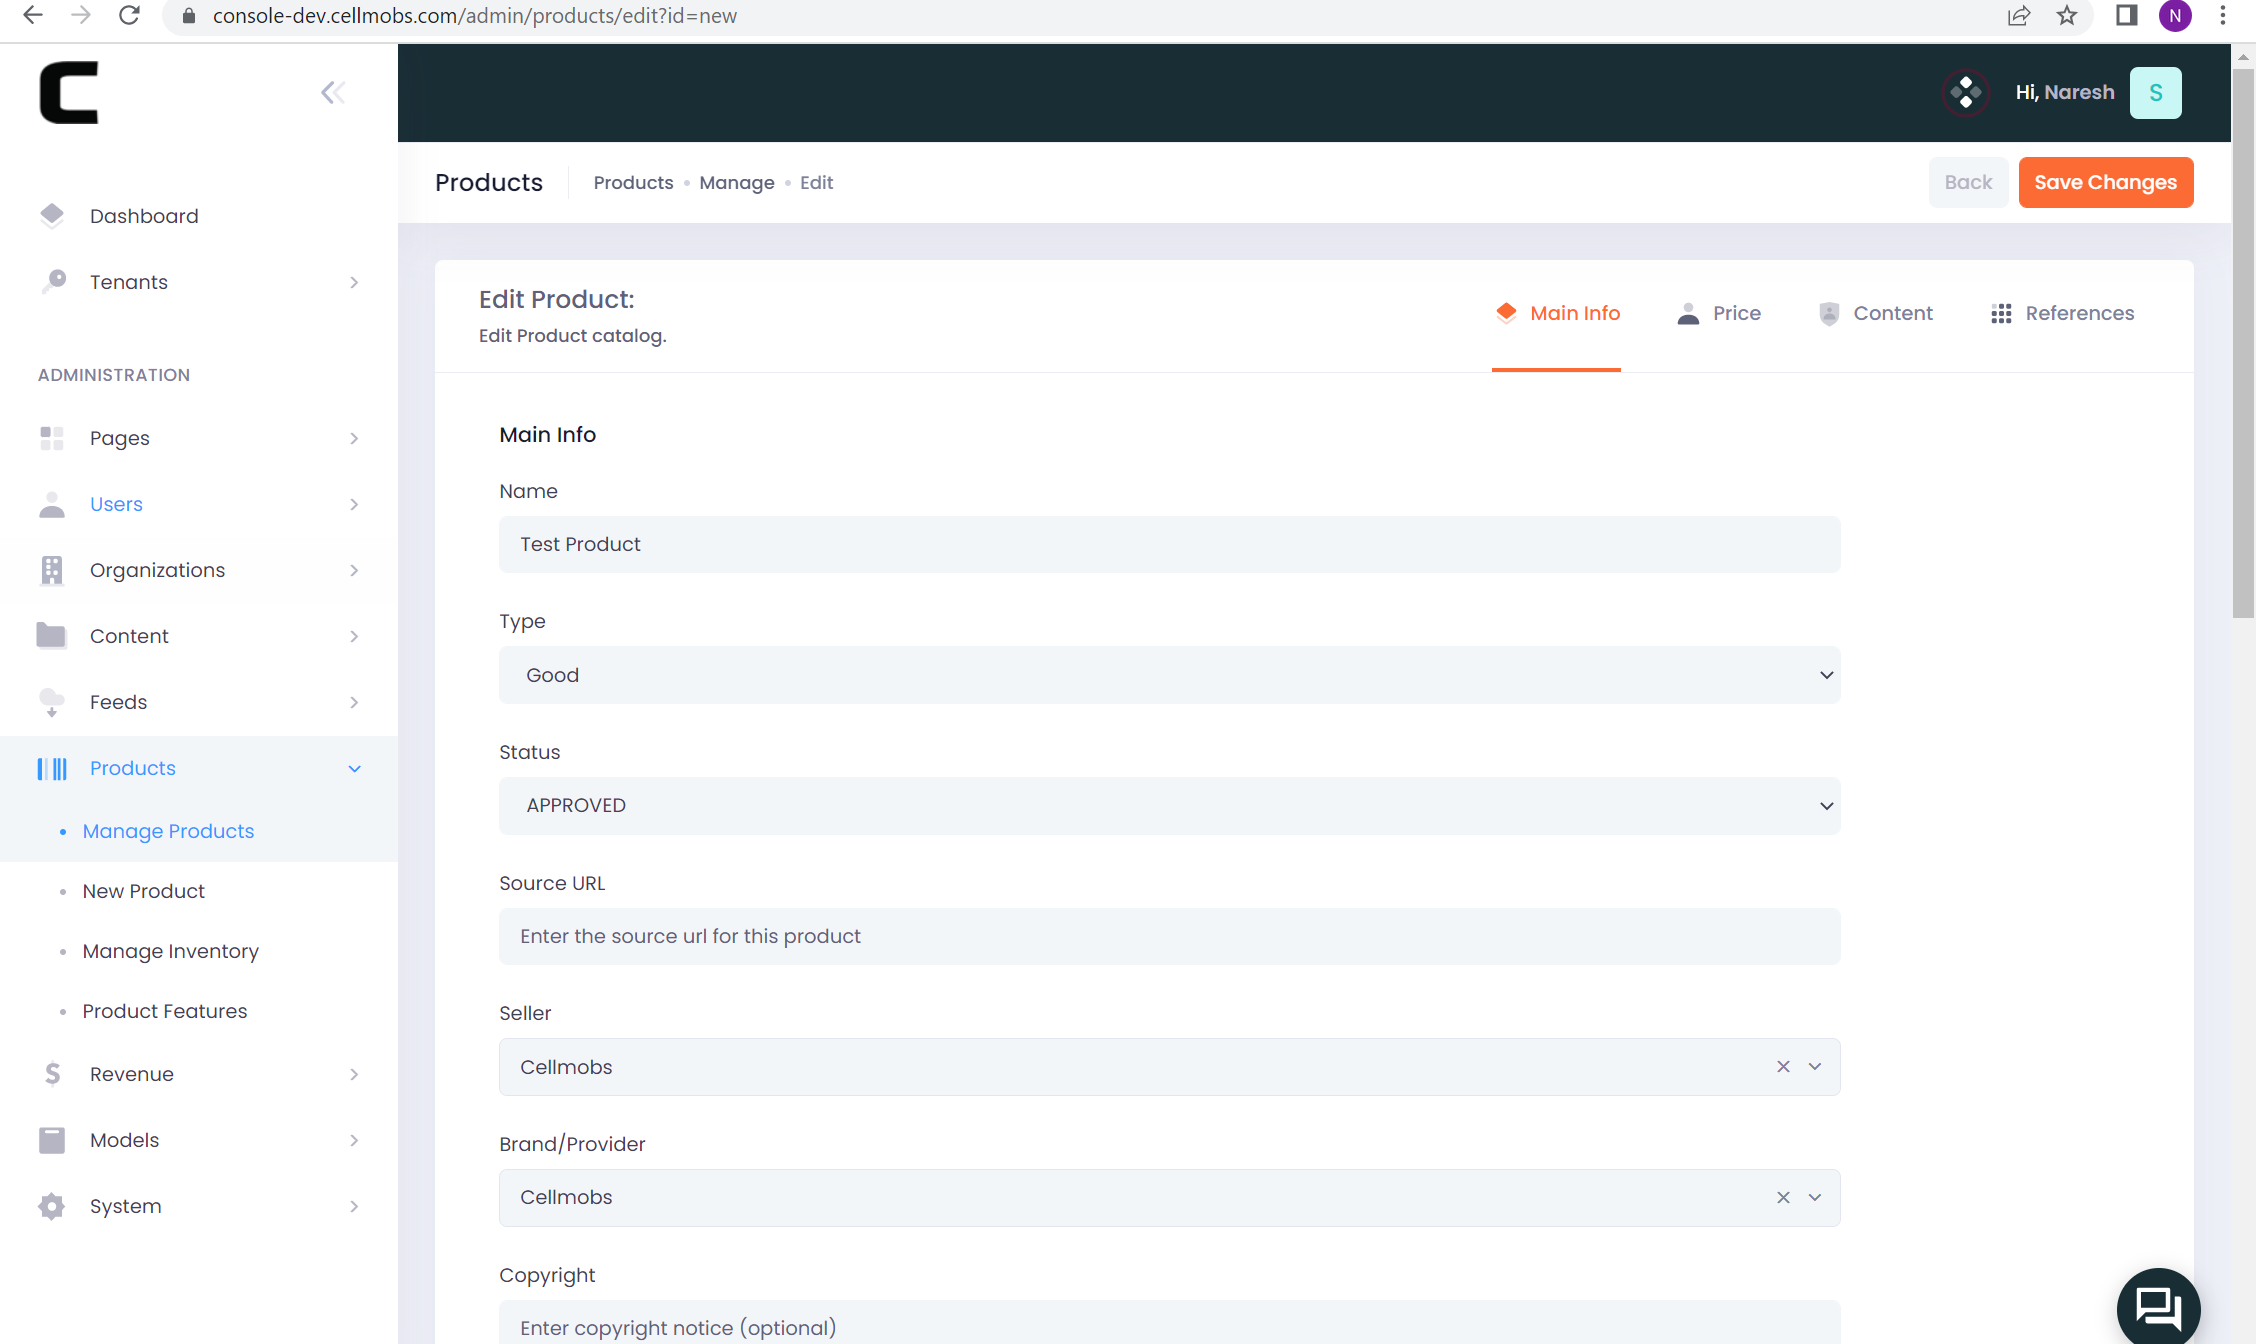 console-dev.cellmobs.com/admin/products/edit?id=new
N
C
Hi, Naresh
S
Products
Products • Manage • Edit
Back
Save Changes
Dashboard
Tenants
ADMINISTRATION
Pages
Users
Organizations
Content
Feeds
Products
Manage Products
New Product
Manage Inventory
Product Features
Revenue
Models
System
Edit Product:
Edit Product catalog.
Main Info
Price
Content
References
Main Info
Name
Test Product
Type
Good
Status
APPROVED
Source URL
Enter the source url for this product
Seller
Cellmobs
Brand/Provider
Cellmobs
Copyright
Enter copyright notice (optional)